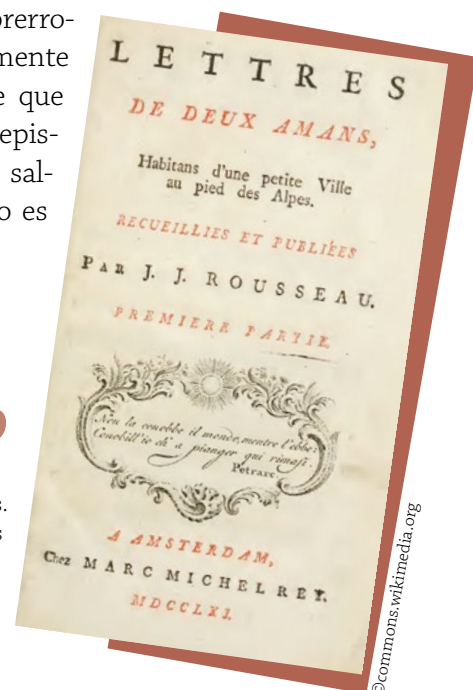 prerro-
mente
e que
epis-
sal-
o es
s.
s
LETTRES
DE DEUX AMANS,
Habitans d'une petite Ville
au pied des Alpes.
RECUEILLIES ET PUBLIÉES
PAR J. J. ROUSSEAU.
PREMIERE PARTIE.
Non la conobbe il mondo, mentre l'ebbe:
Conobill'io ch'a pianger qui rimasi.
Petrarc.
A AMSTERDAM,
Chez MARC MICHEL REY.
MDCCLXI.
©commons.wikimedia.org